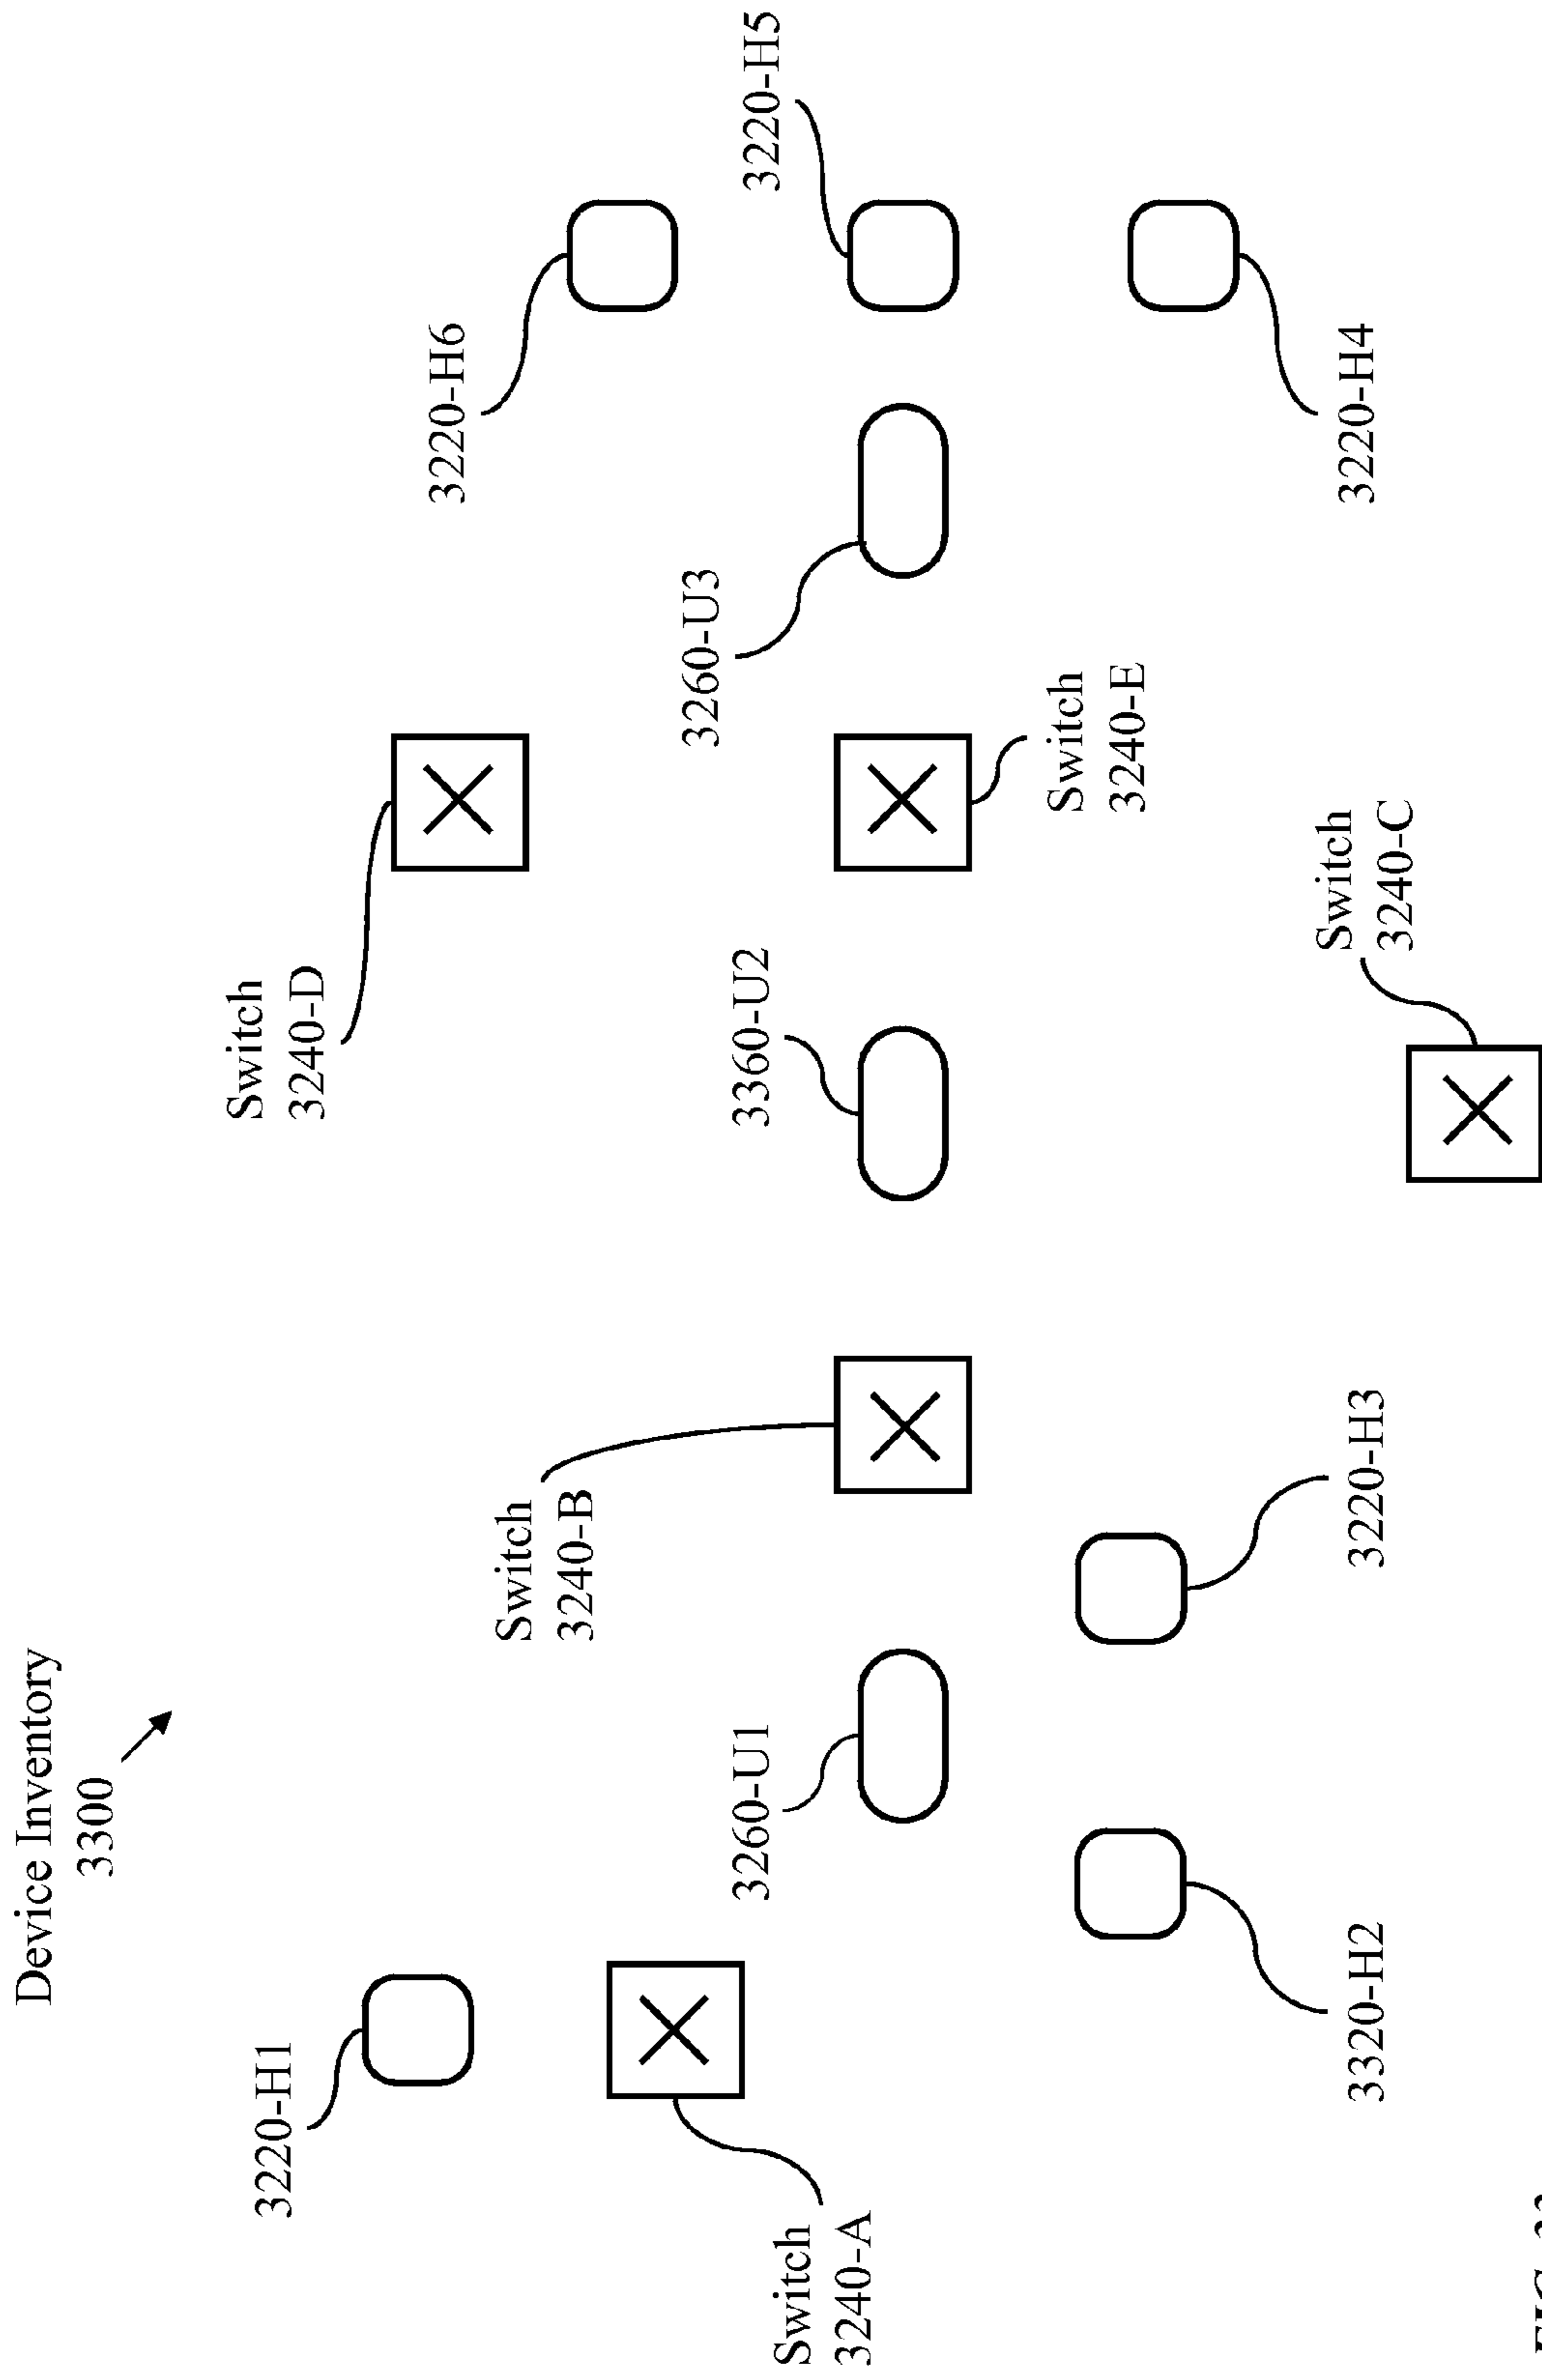 Device Inventory
3300
3220-H1
Switch
3240-A
3260-U1
3320-H2
3220-H3
Switch
3240-B
3360-U2
Switch
3240-D
Switch
3240-C
Switch
3240-E
3260-U3
3220-H6
3220-H5
3220-H4